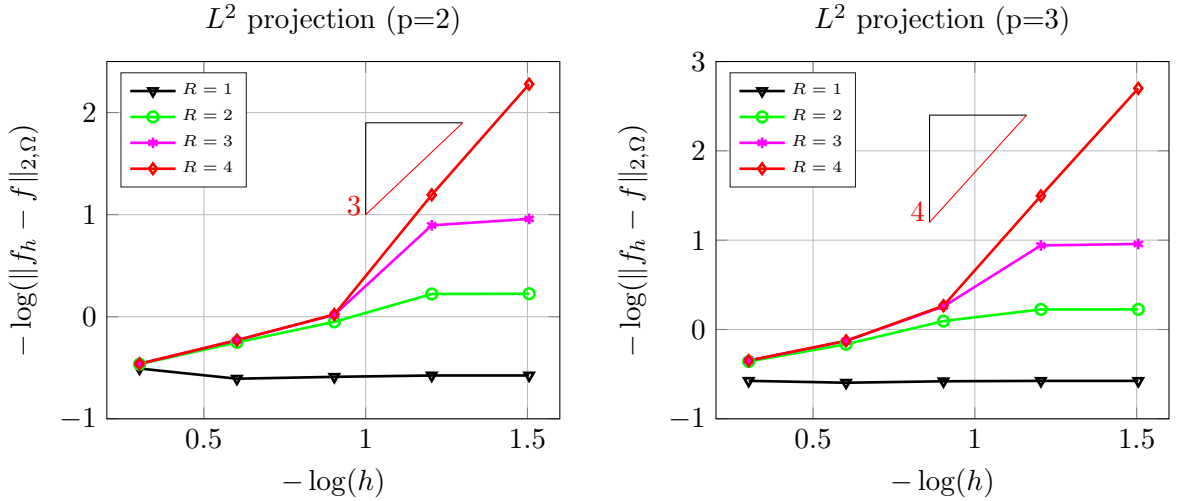 L² projection (p=2)
− log(∥f_h − f∥_{2,Ω})
2
1
0
−1
R = 1
R = 2
R = 3
R = 4
3
0.5
1
1.5
− log(h)
L² projection (p=3)
− log(∥f_h − f∥_{2,Ω})
3
2
1
0
−1
R = 1
R = 2
R = 3
R = 4
4
0.5
1
1.5
− log(h)